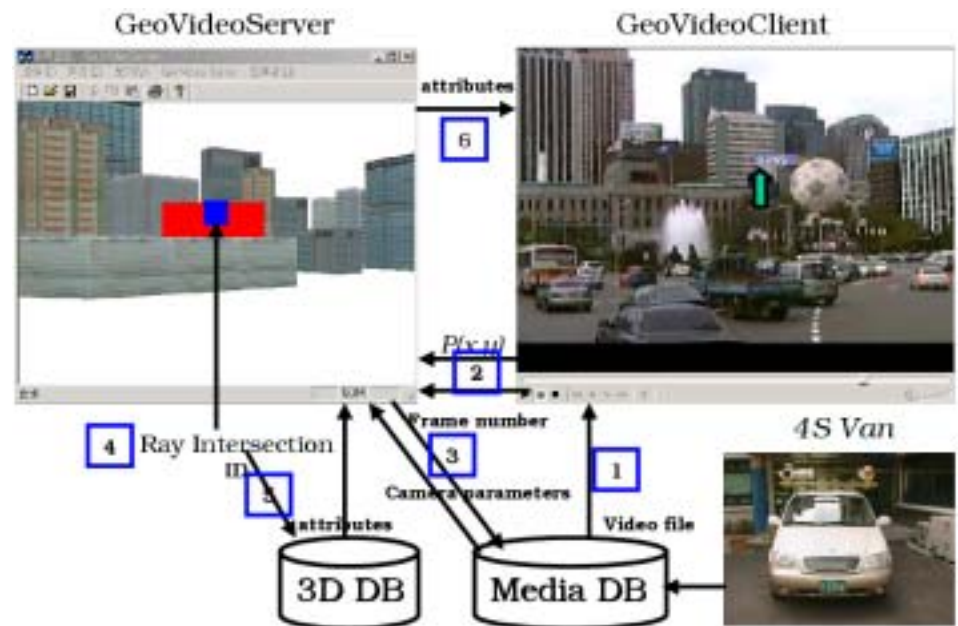 GeoVideoServer
GeoVideoClient
attributes
6
P(x,y)
2
Frame number
4S Van
4
Ray Intersection
ID
3
1
5
Camera parameters
attributes
Video file
3D DB
Media DB